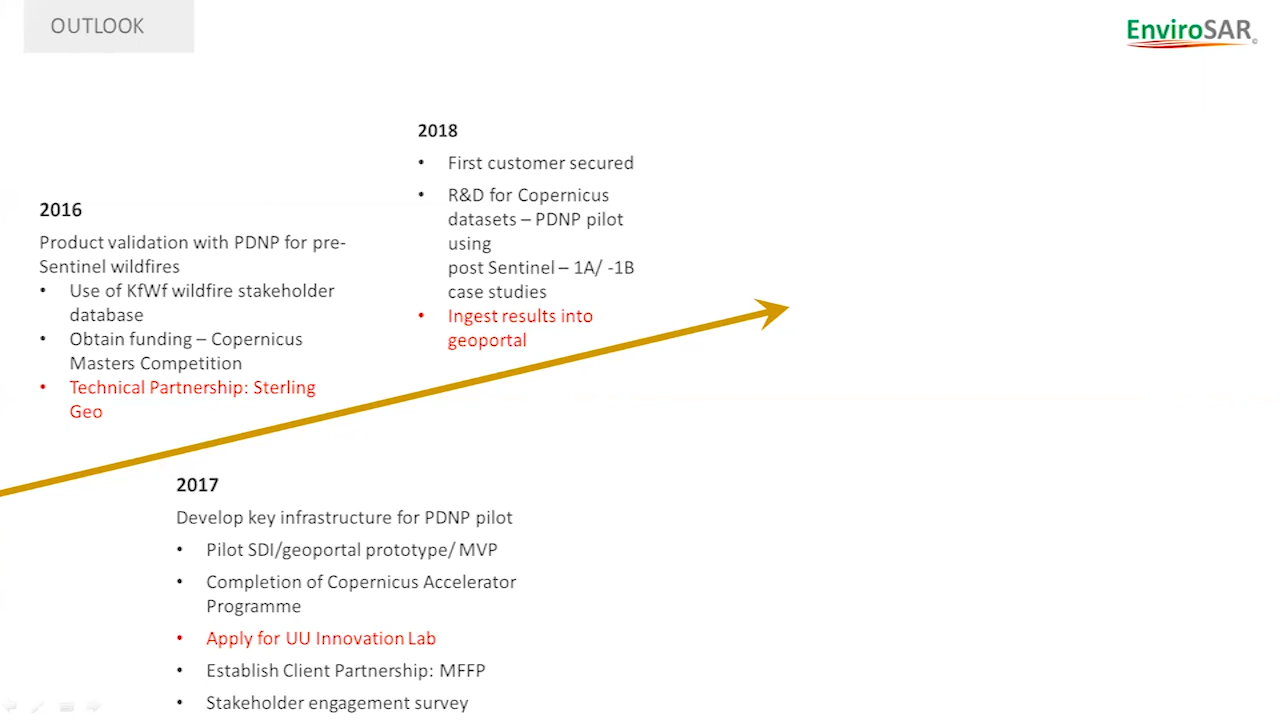 OUTLOOK
EnviroSAR
2016
Product validation with PDNP for pre-
Sentinel wildfires
• Use of KfWf wildfire stakeholder
database
• Obtain funding – Copernicus
Masters Competition
• Technical Partnership: Sterling
Geo
2018
• First customer secured
• R&D for Copernicus
datasets – PDNP pilot
using
post Sentinel – 1A/ -1B
case studies
• Ingest results into
geoportal
2017
Develop key infrastructure for PDNP pilot
• Pilot SDI/geoportal prototype/ MVP
• Completion of Copernicus Accelerator
Programme
• Apply for UU Innovation Lab
• Establish Client Partnership: MFFP
• Stakeholder engagement survey